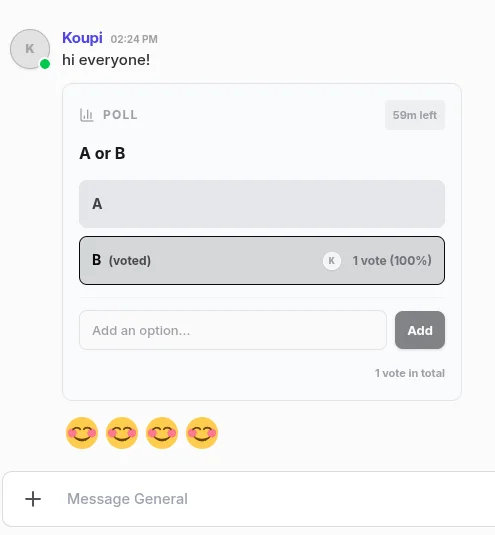 K
Koupi 02:24 PM
hi everyone!
POLL
59m left
A or B
A
B (voted) K 1 vote (100%)
Add an option... Add
1 vote in total
😊😊😊😊
Message General